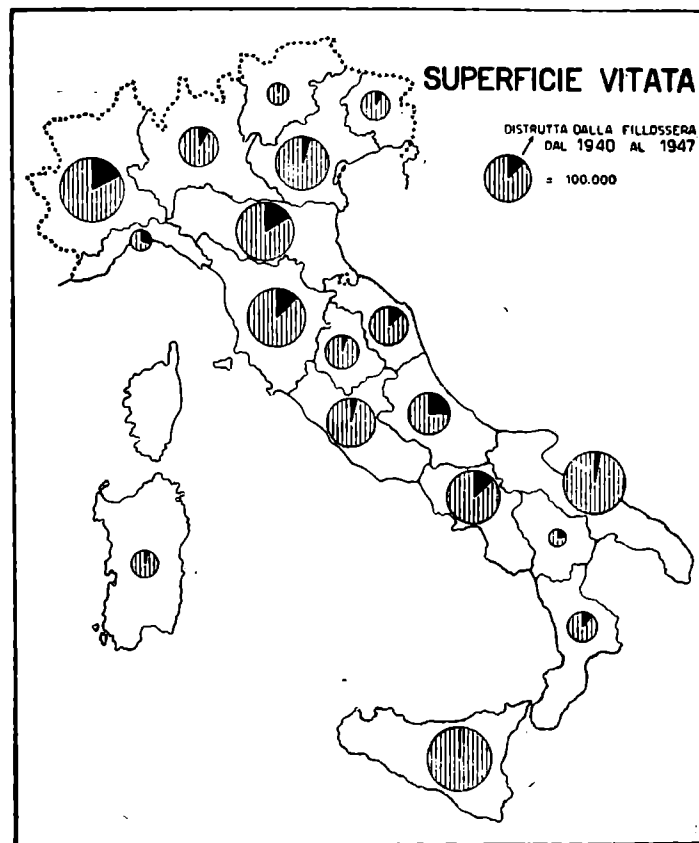 SUPERFICIE VITATA
DISTRUTTA DALLA FILLOSSERA
DAL 1940 AL 1947
= 100.000